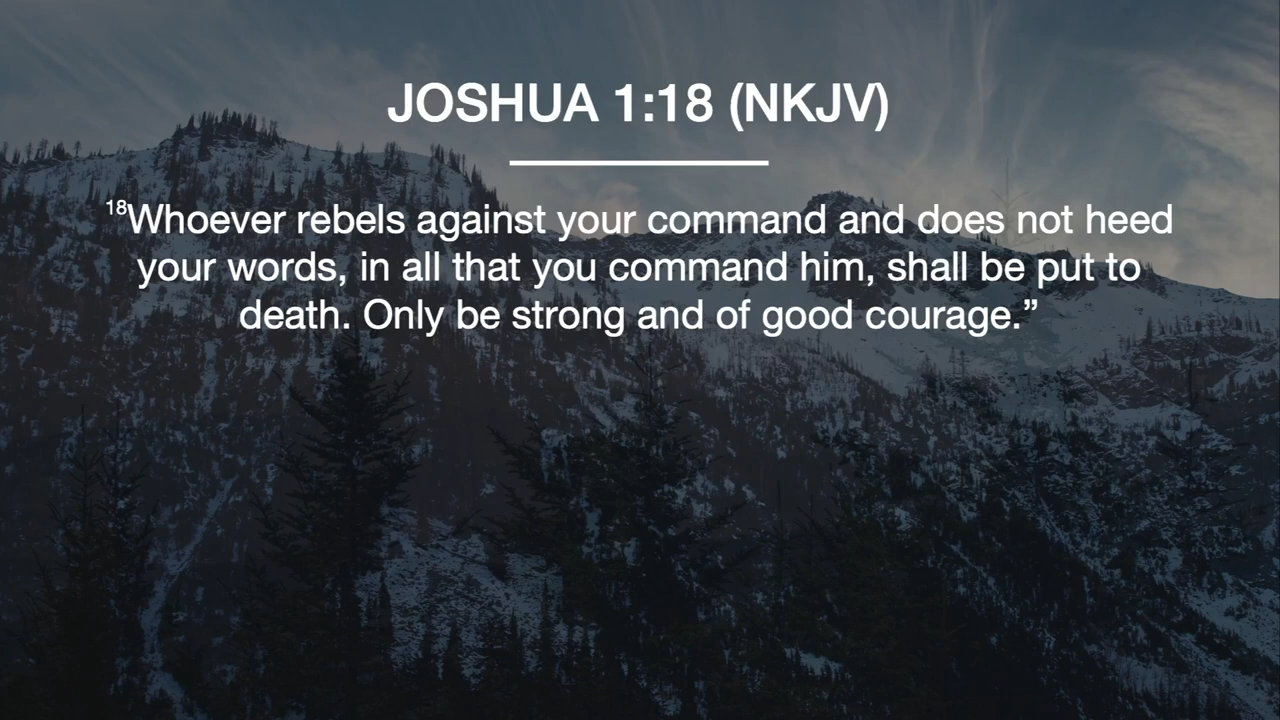 JOSHUA 1:18 (NKJV)
¹⁸Whoever rebels against your command and does not heed
your words, in all that you command him, shall be put to
death. Only be strong and of good courage.”